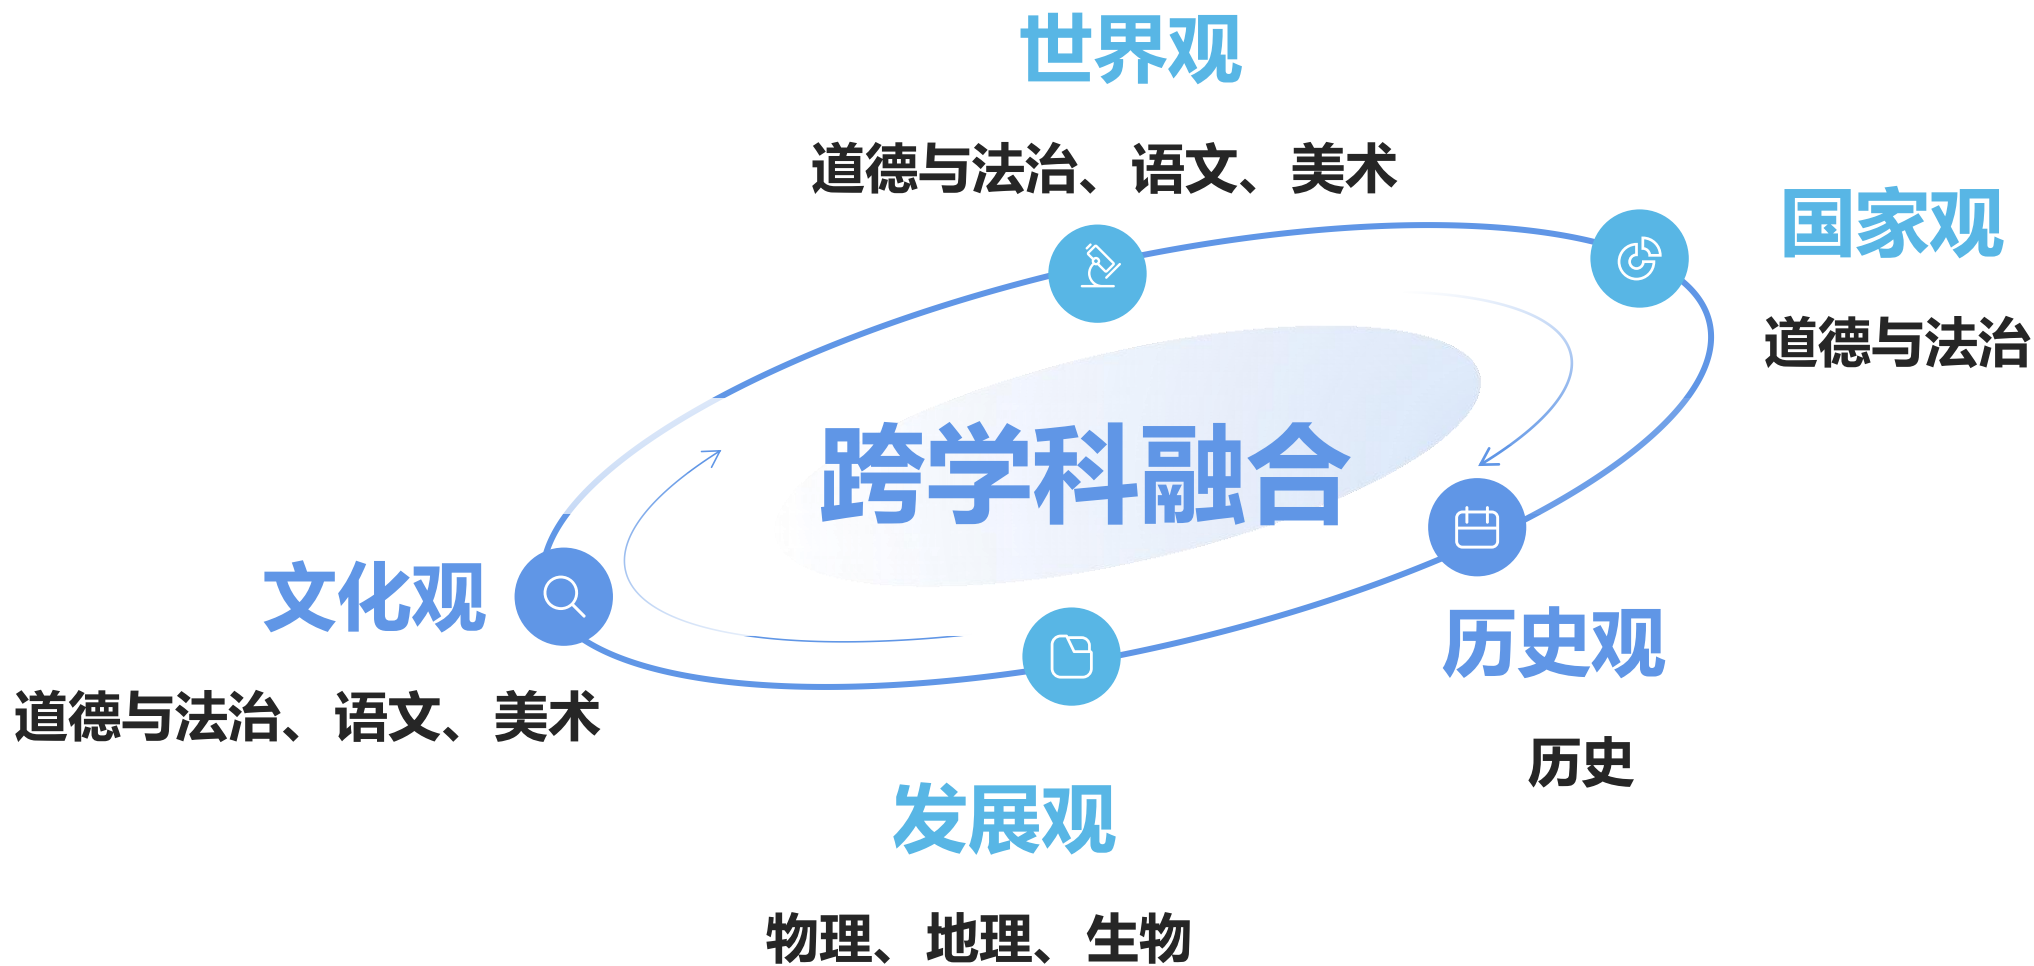 世界观
道德与法治、语文、美术
国家观
道德与法治
跨学科融合
文化观
道德与法治、语文、美术
历史观
历史
发展观
物理、地理、生物